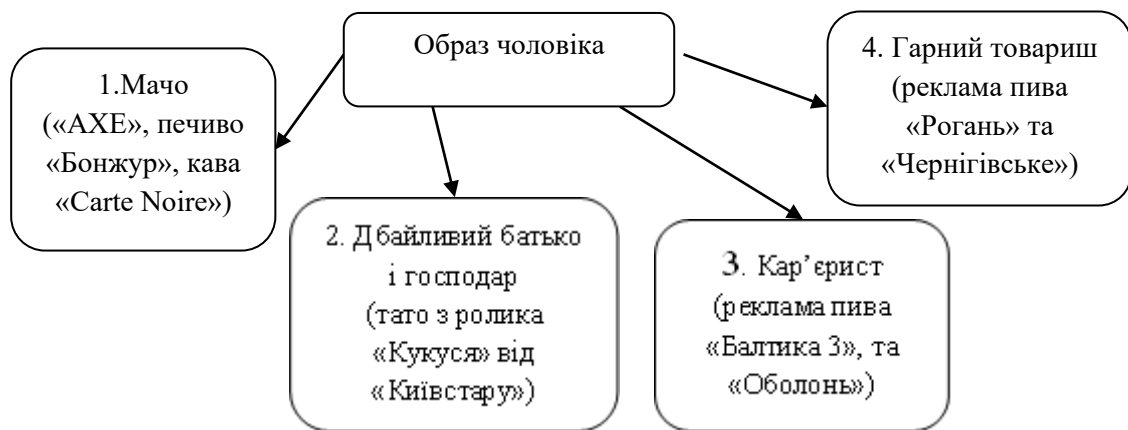 Образ чоловіка
1.Мачо
(«AXE», печиво
«Бонжур», кава
«Carte Noire»)
2. Дбайливий батько
і господар
(тато з ролика
«Кукуся» від
«Київстару»)
3. Кар’єрист
(реклама пива
«Балтика 3», та
«Оболонь»)
4. Гарний товариш
(реклама пива
«Рогань» та
«Чернігівське»)